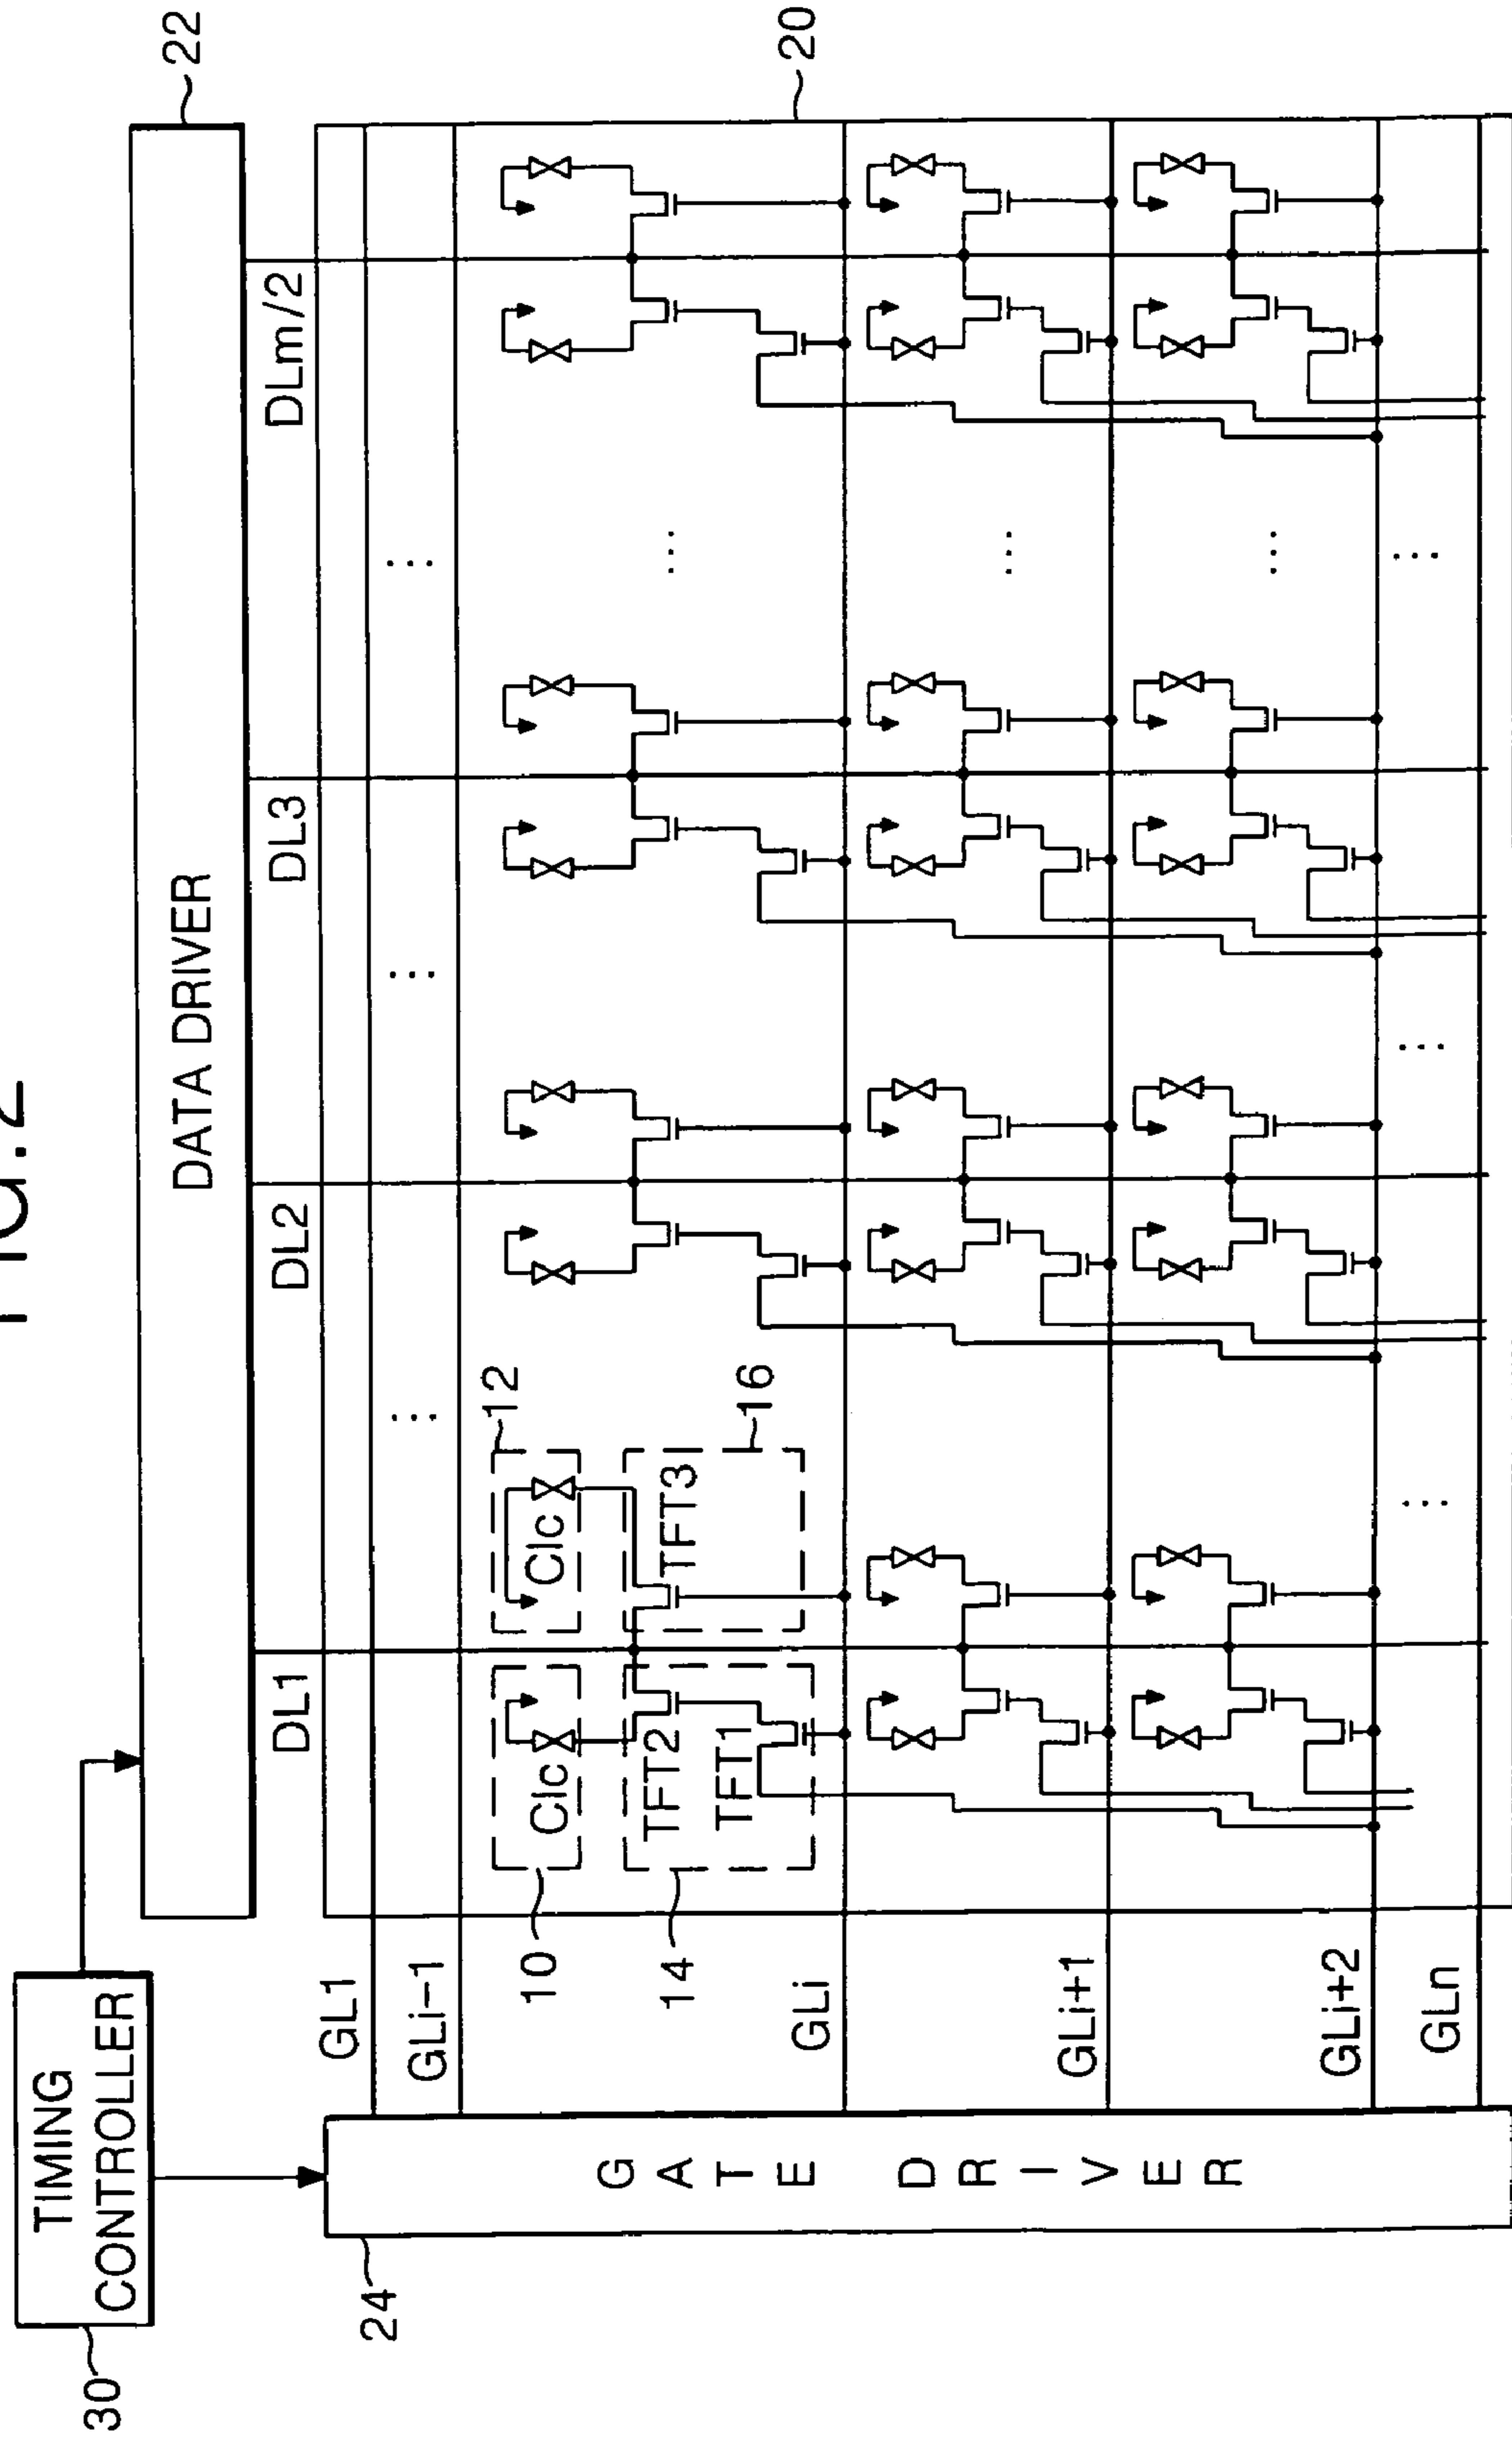 FIG.2
30
TIMING
CONTROLLER
22
DATA DRIVER
DL1
DL2
DL3
DLm/2
20
24
GATE DRIVER
GL1
GLi-1
10
Clc
12
Clc
14
TFT2
TFT1
16
TFT3
GLi
GLi+1
GLi+2
GLn